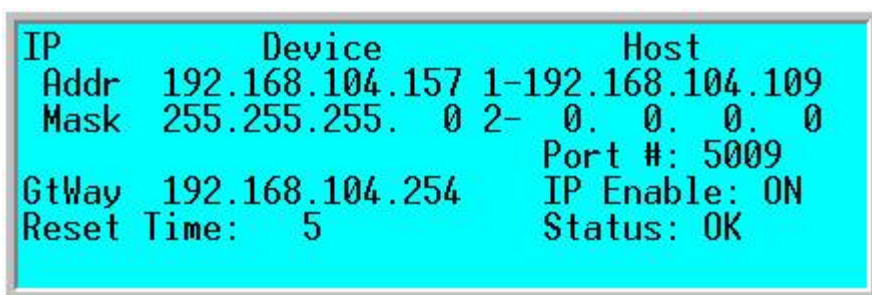 IP Device Host
Addr 192.168.104.157 1-192.168.104.109
Mask 255.255.255. 0 2- 0. 0. 0. 0
Port #: 5009
GtWay 192.168.104.254 IP Enable: ON
Reset Time: 5 Status: OK